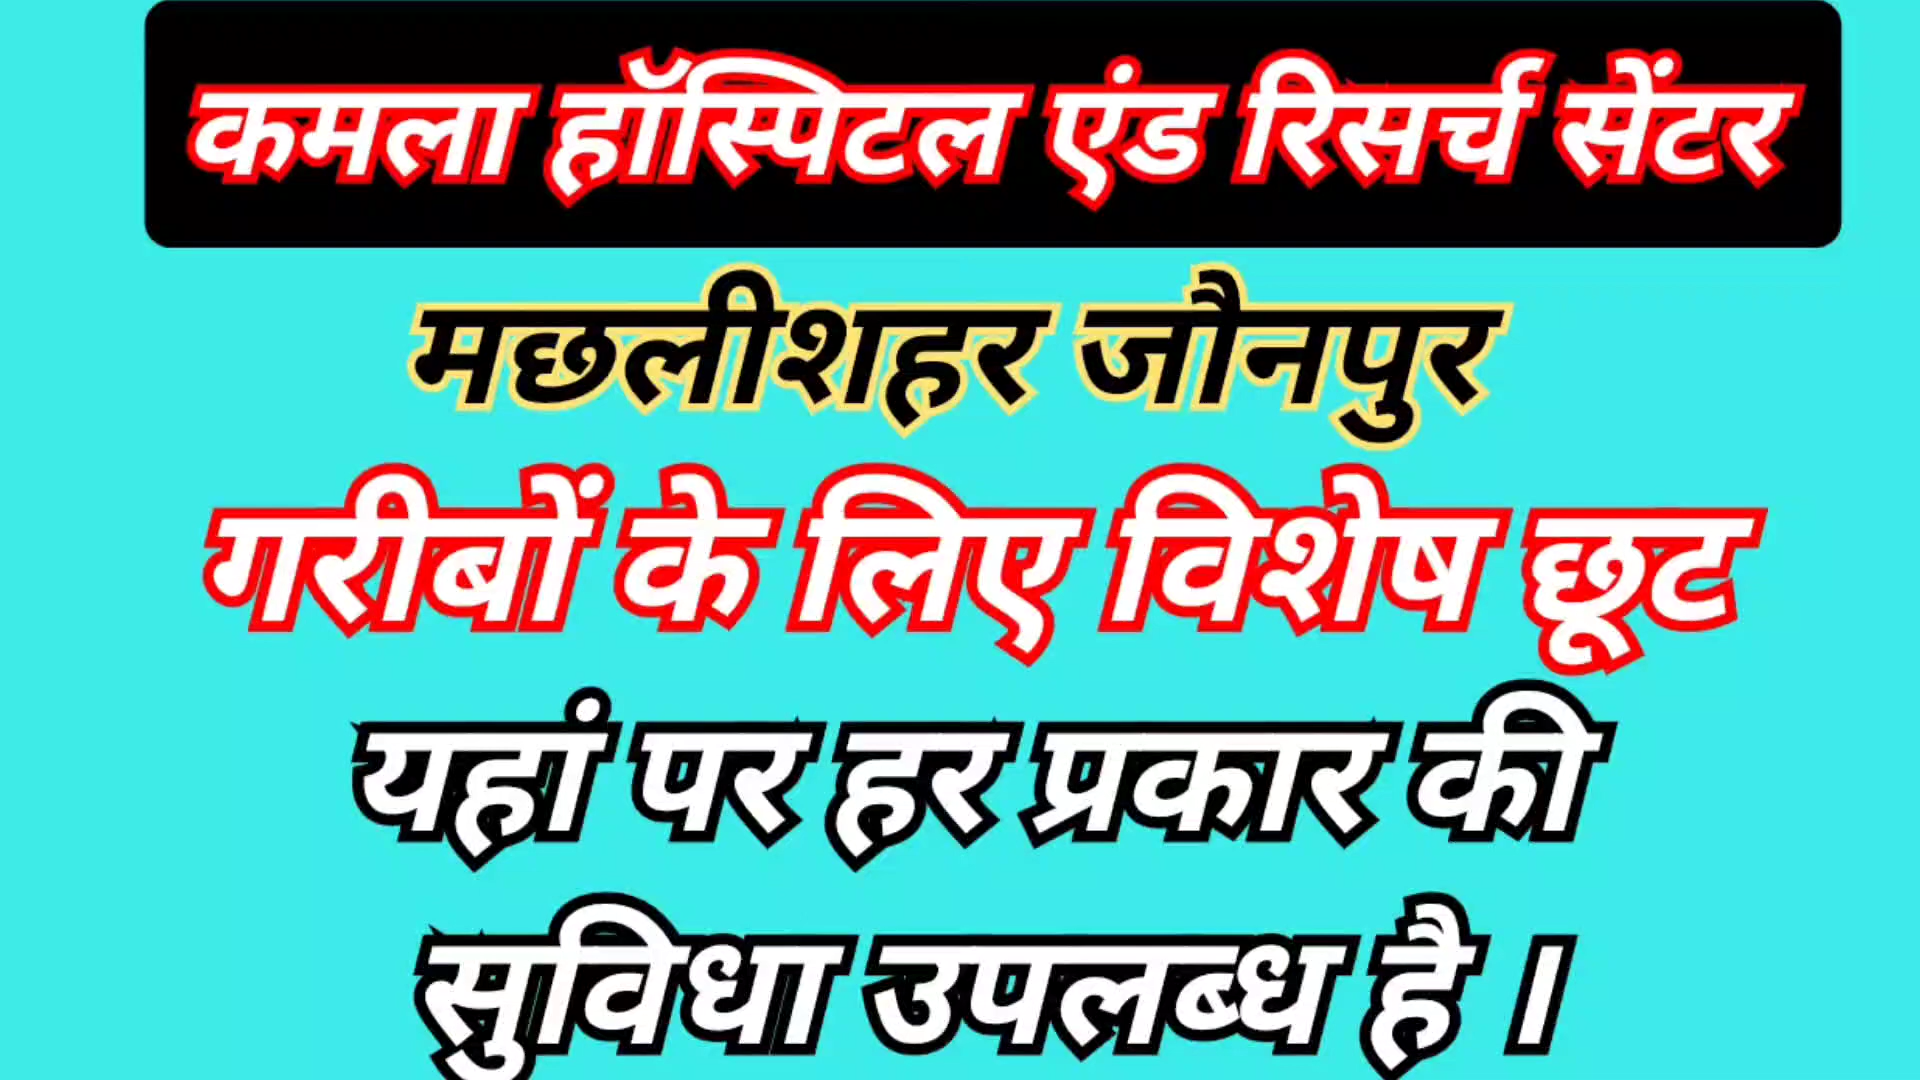 कमला हॉस्पिटल एंड रिसर्च सेंटर
मछलीशहर जौनपुर
गरीबों के लिए विशेष छूट
यहां पर हर प्रकार की
सुविधा उपलब्ध है ।